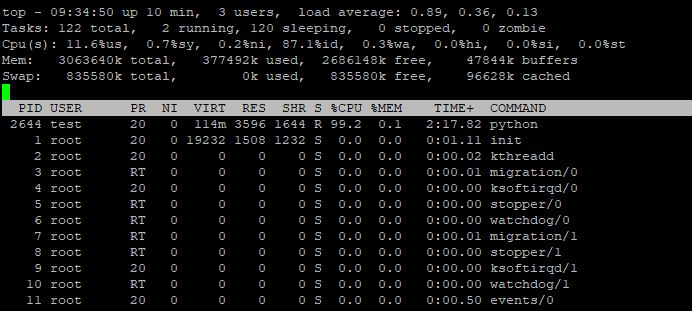 top - 09:34:50 up 10 min,  3 users,  load average: 0.89, 0.36, 0.13
Tasks: 122 total,   2 running, 120 sleeping,   0 stopped,   0 zombie
Cpu(s): 11.6%us,  0.7%sy,  0.2%ni, 87.1%id,  0.3%wa,  0.0%hi,  0.0%si,  0.0%st
Mem:   3063640k total,   377492k used,  2686148k free,    47844k buffers
Swap:   835580k total,        0k used,   835580k free,    96628k cached
  PID USER      PR  NI  VIRT  RES  SHR S %CPU %MEM    TIME+  COMMAND
 2644 test      20   0  114m 3596 1644 R 99.2  0.1   2:17.82 python
    1 root      20   0 19232 1508 1232 S  0.0  0.0   0:01.11 init
    2 root      20   0     0    0    0 S  0.0  0.0   0:00.02 kthreadd
    3 root      RT   0     0    0    0 S  0.0  0.0   0:00.01 migration/0
    4 root      20   0     0    0    0 S  0.0  0.0   0:00.00 ksoftirqd/0
    5 root      RT   0     0    0    0 S  0.0  0.0   0:00.00 stopper/0
    6 root      RT   0     0    0    0 S  0.0  0.0   0:00.00 watchdog/0
    7 root      RT   0     0    0    0 S  0.0  0.0   0:00.01 migration/1
    8 root      RT   0     0    0    0 S  0.0  0.0   0:00.00 stopper/1
    9 root      20   0     0    0    0 S  0.0  0.0   0:00.00 ksoftirqd/1
   10 root      RT   0     0    0    0 S  0.0  0.0   0:00.00 watchdog/1
   11 root      20   0     0    0    0 S  0.0  0.0   0:00.50 events/0